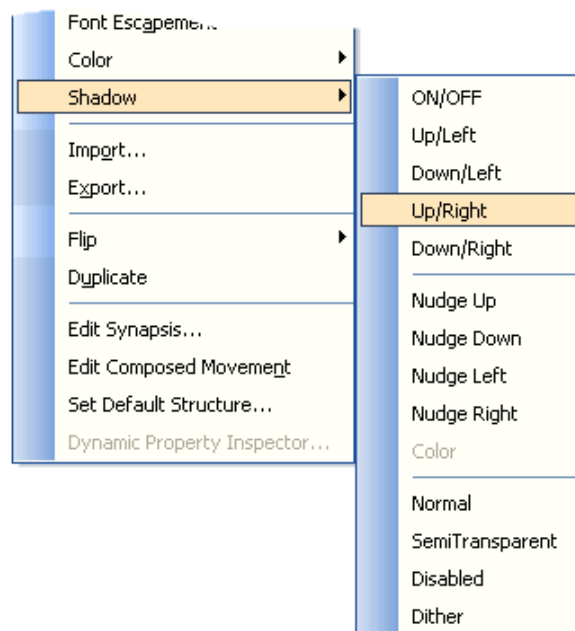 Font Escapement...
Color
Shadow
Import...
Export...
Flip
Duplicate
Edit Synapsis...
Edit Composed Movement
Set Default Structure...
Dynamic Property Inspector...
ON/OFF
Up/Left
Down/Left
Up/Right
Down/Right
Nudge Up
Nudge Down
Nudge Left
Nudge Right
Color
Normal
SemiTransparent
Disabled
Dither